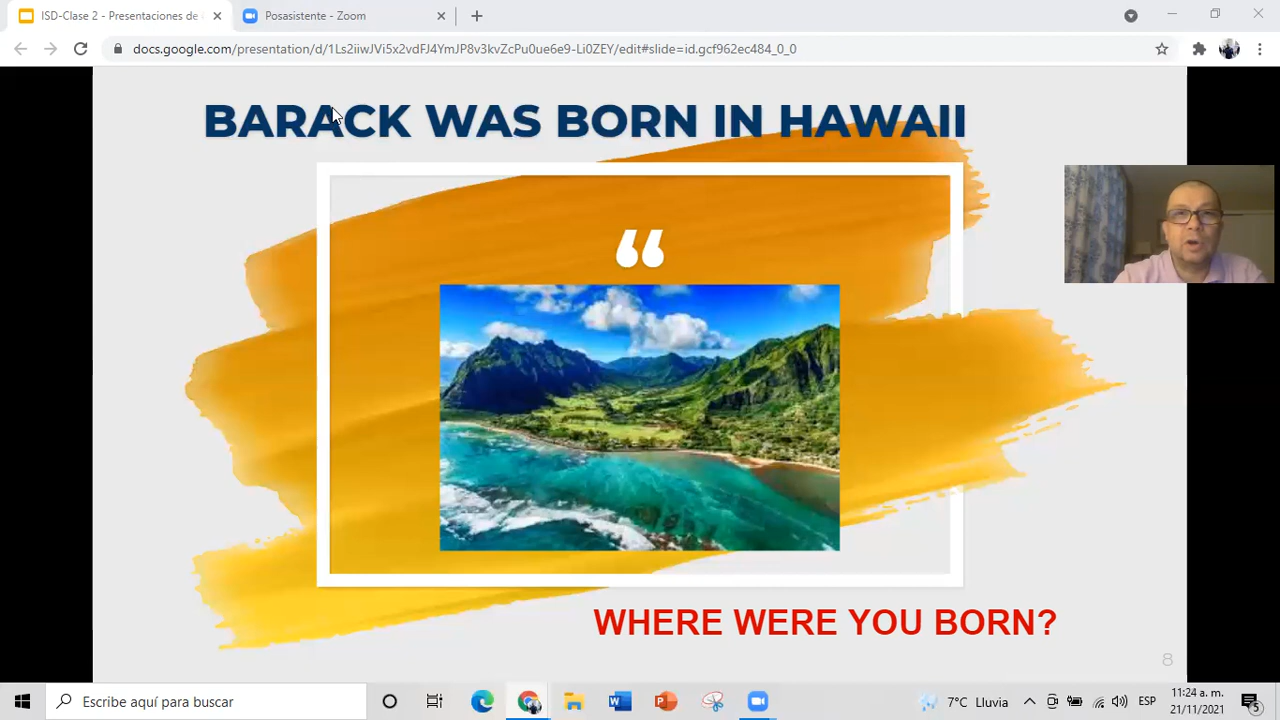 ISD-Clase 2 - Presentaciones de
Posasistente - Zoom
docs.google.com/presentation/d/1Ls2iiwJVi5x2vdFJ4YmJP8v3kvZcPu0ue6e9-Li0ZEY/edit#slide=id.gcf962ec484_0_0
BARACK WAS BORN IN HAWAII
“
WHERE WERE YOU BORN?
8
Escribe aquí para buscar
7°C Lluvia
ESP
11:24 a. m.
21/11/2021
5